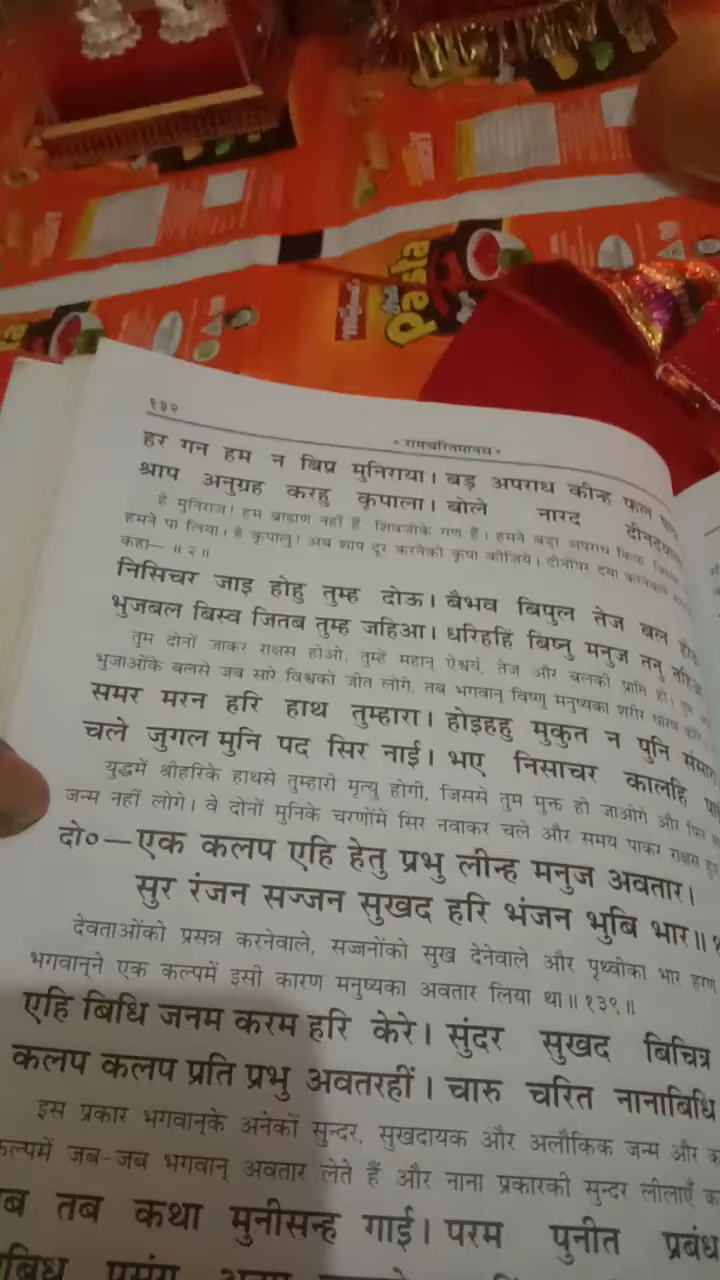 Pasta
१३२
* रामचरितमानस *
हर गन हम न बिप्र मुनिराया। बड़ अपराध कीन्ह फल
श्राप अनुग्रह करहु कृपाला। बोले नारद दीनदयाला
हे मुनिराज! हम ब्राह्मण नहीं हैं शिवजीके गण हैं। हमने बड़ा अपराध किया
हमने पा लिया। हे कृपालु! अब शाप दूर करनेकी कृपा कीजिये। दीनोंपर दया करनेवाले
कहा— ॥ २ ॥
निसिचर जाइ होहु तुम्ह दोऊ। बैभव बिपुल तेज बल
भुजबल बिस्व जितब तुम्ह जहिआ। धरिहहिं बिष्नु मनुज तनु तहिआ
तुम दोनों जाकर राक्षस होओ; तुम्हें महान् ऐश्वर्य, तेज और बलकी प्राप्ति हो।
भुजाओंके बलसे जब सारे विश्वको जीत लोगे, तब भगवान् विष्णु मनुष्यका शरीर धारण
समर मरन हरि हाथ तुम्हारा। होइहहु मुकुत न पुनि संसारा
चले जुगल मुनि पद सिर नाई। भए निसाचर कालहि
युद्धमें श्रीहरिके हाथसे तुम्हारी मृत्यु होगी, जिससे तुम मुक्त हो जाओगे और फिर
जन्म नहीं लोगे। वे दोनों मुनिके चरणोंमें सिर नवाकर चले और समय पाकर राक्षस हुए
दो०—एक कलप एहि हेतु प्रभु लीन्ह मनुज अवतार।
सुर रंजन सज्जन सुखद हरि भंजन भुबि भार॥
देवताओंको प्रसन्न करनेवाले, सज्जनोंको सुख देनेवाले और पृथ्वीका भार हरण
भगवान्‌ने एक कल्पमें इसी कारण मनुष्यका अवतार लिया था॥ १३९॥
एहि बिधि जनम करम हरि केरे। सुंदर सुखद बिचित्र
कलप कलप प्रति प्रभु अवतरहीं। चारु चरित नानाबिधि
इस प्रकार भगवान्‌के अनेकों सुन्दर, सुखदायक और अलौकिक जन्म और
कल्पमें जब-जब भगवान् अवतार लेते हैं और नाना प्रकारकी सुन्दर लीलाएँ
तब कथा मुनीसन्ह गाई। परम पुनीत प्रबंध